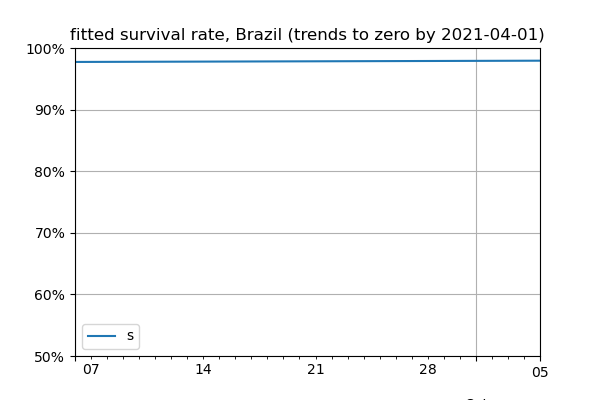 fitted survival rate, Brazil (trends to zero by 2021-04-01)
100%
90%
80%
70%
60%
50%
s
07 14 21 28 05